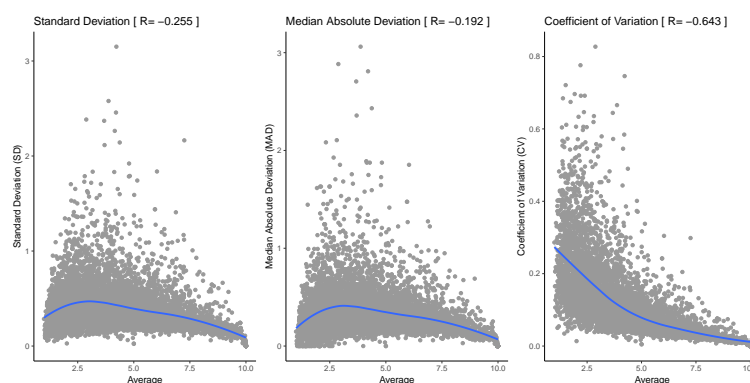 Standard Deviation [ R= −0.255 ]
Standard Deviation (SD)
3
2
1
0
2.5
5.0
7.5
10.0
Average
Median Absolute Deviation [ R= −0.192 ]
Median Absolute Deviation (MAD)
3
2
1
0
2.5
5.0
7.5
10.0
Average
Coefficient of Variation [ R= −0.643 ]
Coefficient of Variation (CV)
0.8
0.6
0.4
0.2
0.0
2.5
5.0
7.5
10.0
Average